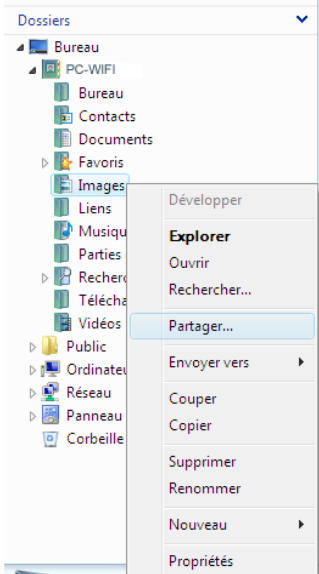 Dossiers
Bureau
PC-WIFI
Bureau
Contacts
Documents
Favoris
Images
Liens
Musiqu
Parties
Recherc
Télécha
Vidéos
Public
Ordinateu
Réseau
Panneau
Corbeille
Développer
Explorer
Ouvrir
Rechercher...
Partager...
Envoyer vers
Couper
Copier
Supprimer
Renommer
Nouveau
Propriétés